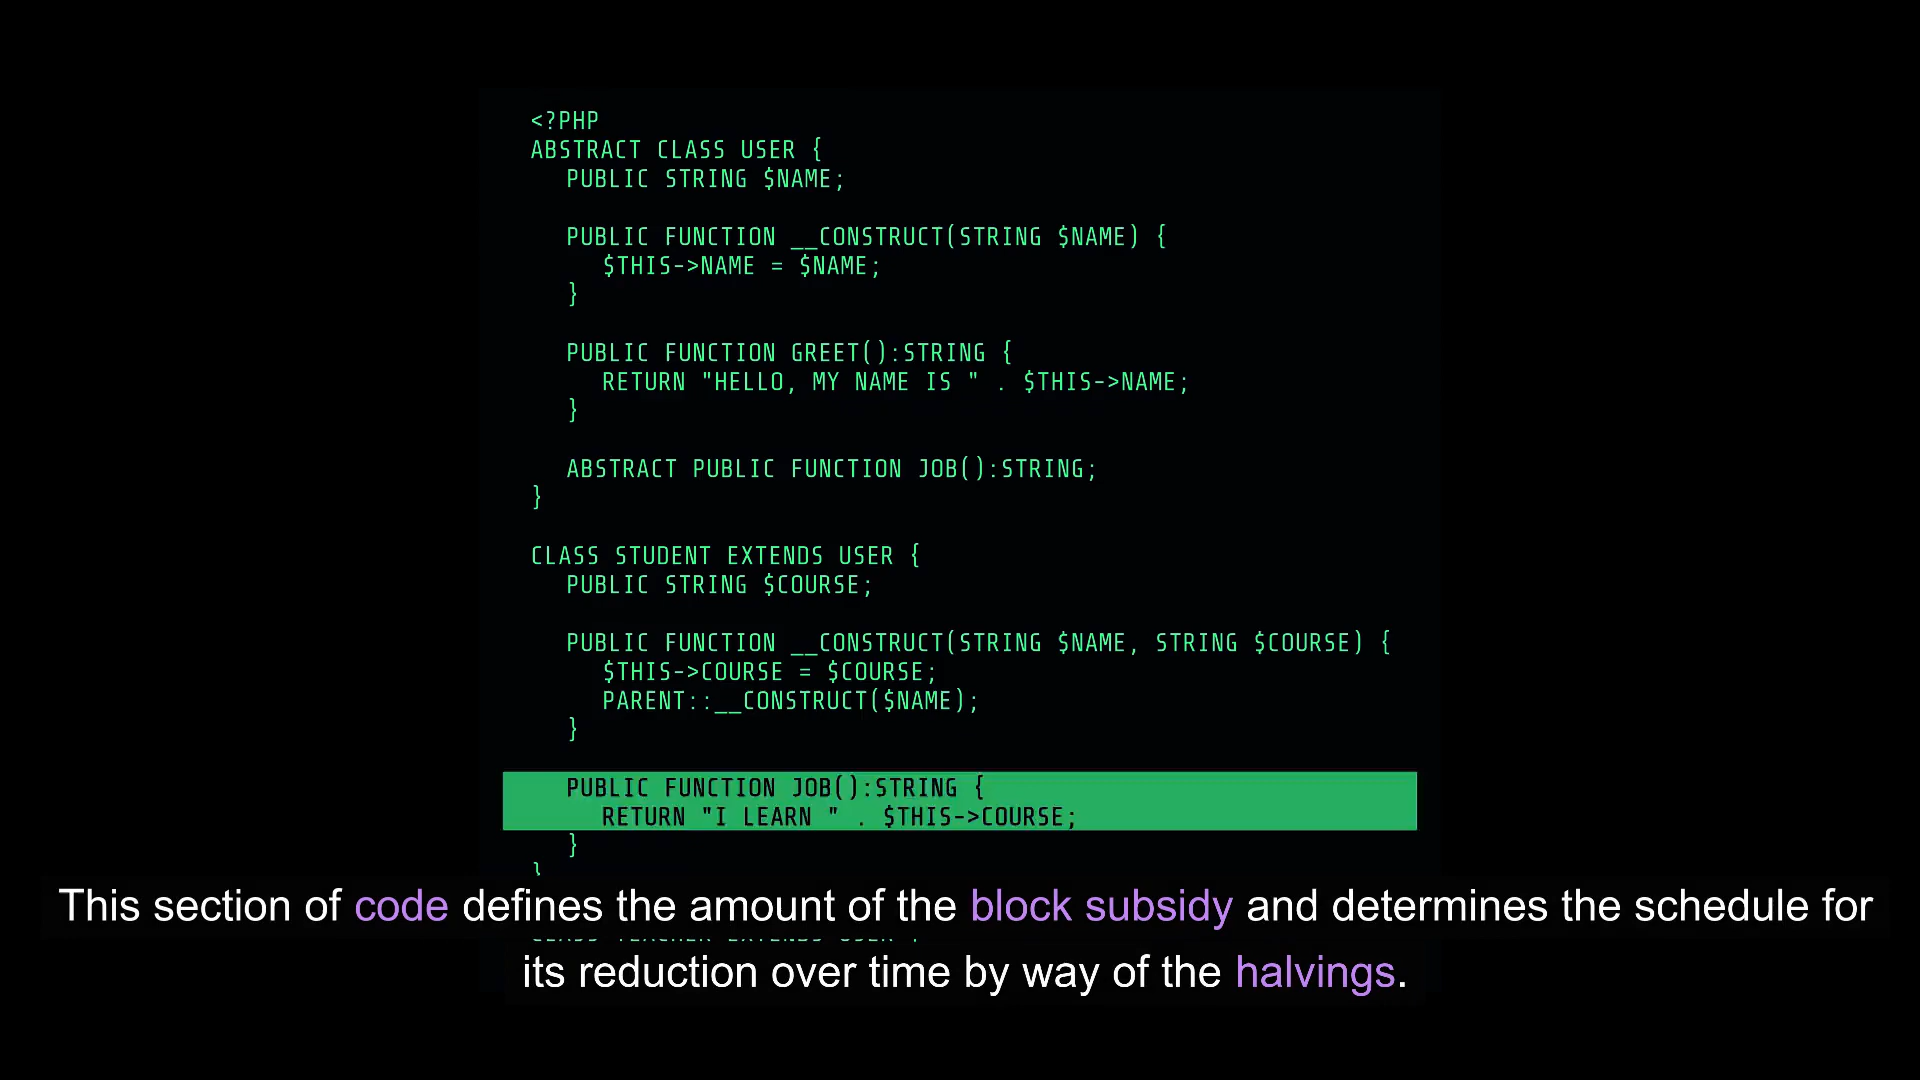 <?PHP
ABSTRACT CLASS USER {
PUBLIC STRING $NAME;
PUBLIC FUNCTION __CONSTRUCT(STRING $NAME) {
$THIS->NAME = $NAME;
}
PUBLIC FUNCTION GREET():STRING {
RETURN "HELLO, MY NAME IS " . $THIS->NAME;
}
ABSTRACT PUBLIC FUNCTION JOB():STRING;
}
CLASS STUDENT EXTENDS USER {
PUBLIC STRING $COURSE;
PUBLIC FUNCTION __CONSTRUCT(STRING $NAME, STRING $COURSE) {
$THIS->COURSE = $COURSE;
PARENT::__CONSTRUCT($NAME);
}
PUBLIC FUNCTION JOB():STRING {
RETURN "I LEARN " . $THIS->COURSE;
}
}
This section of code defines the amount of the block subsidy and determines the schedule for
its reduction over time by way of the halvings.